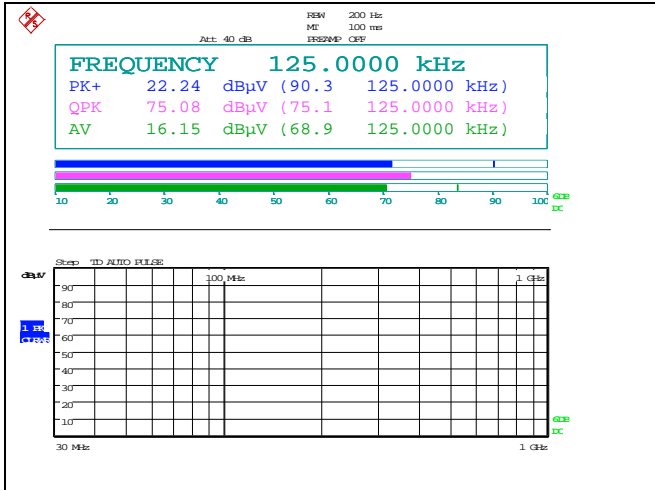 R S
RBW 200 Hz
MT 100 ms
Att 40 dB PREAMP OFF
FREQUENCY 125.0000 kHz
PK+ 22.24 dBµV (90.3 125.0000 kHz)
QPK 75.08 dBµV (75.1 125.0000 kHz)
AV 16.15 dBµV (68.9 125.0000 kHz)
10 20 30 40 50 60 70 80 90 100
6DB
DC
Step TD AUTO PULSE
dBµV
100 MHz 1 GHz
90
80
70
1 PK
CLRWR
60
50
40
30
20
10
6DB
DC
30 MHz 1 GHz